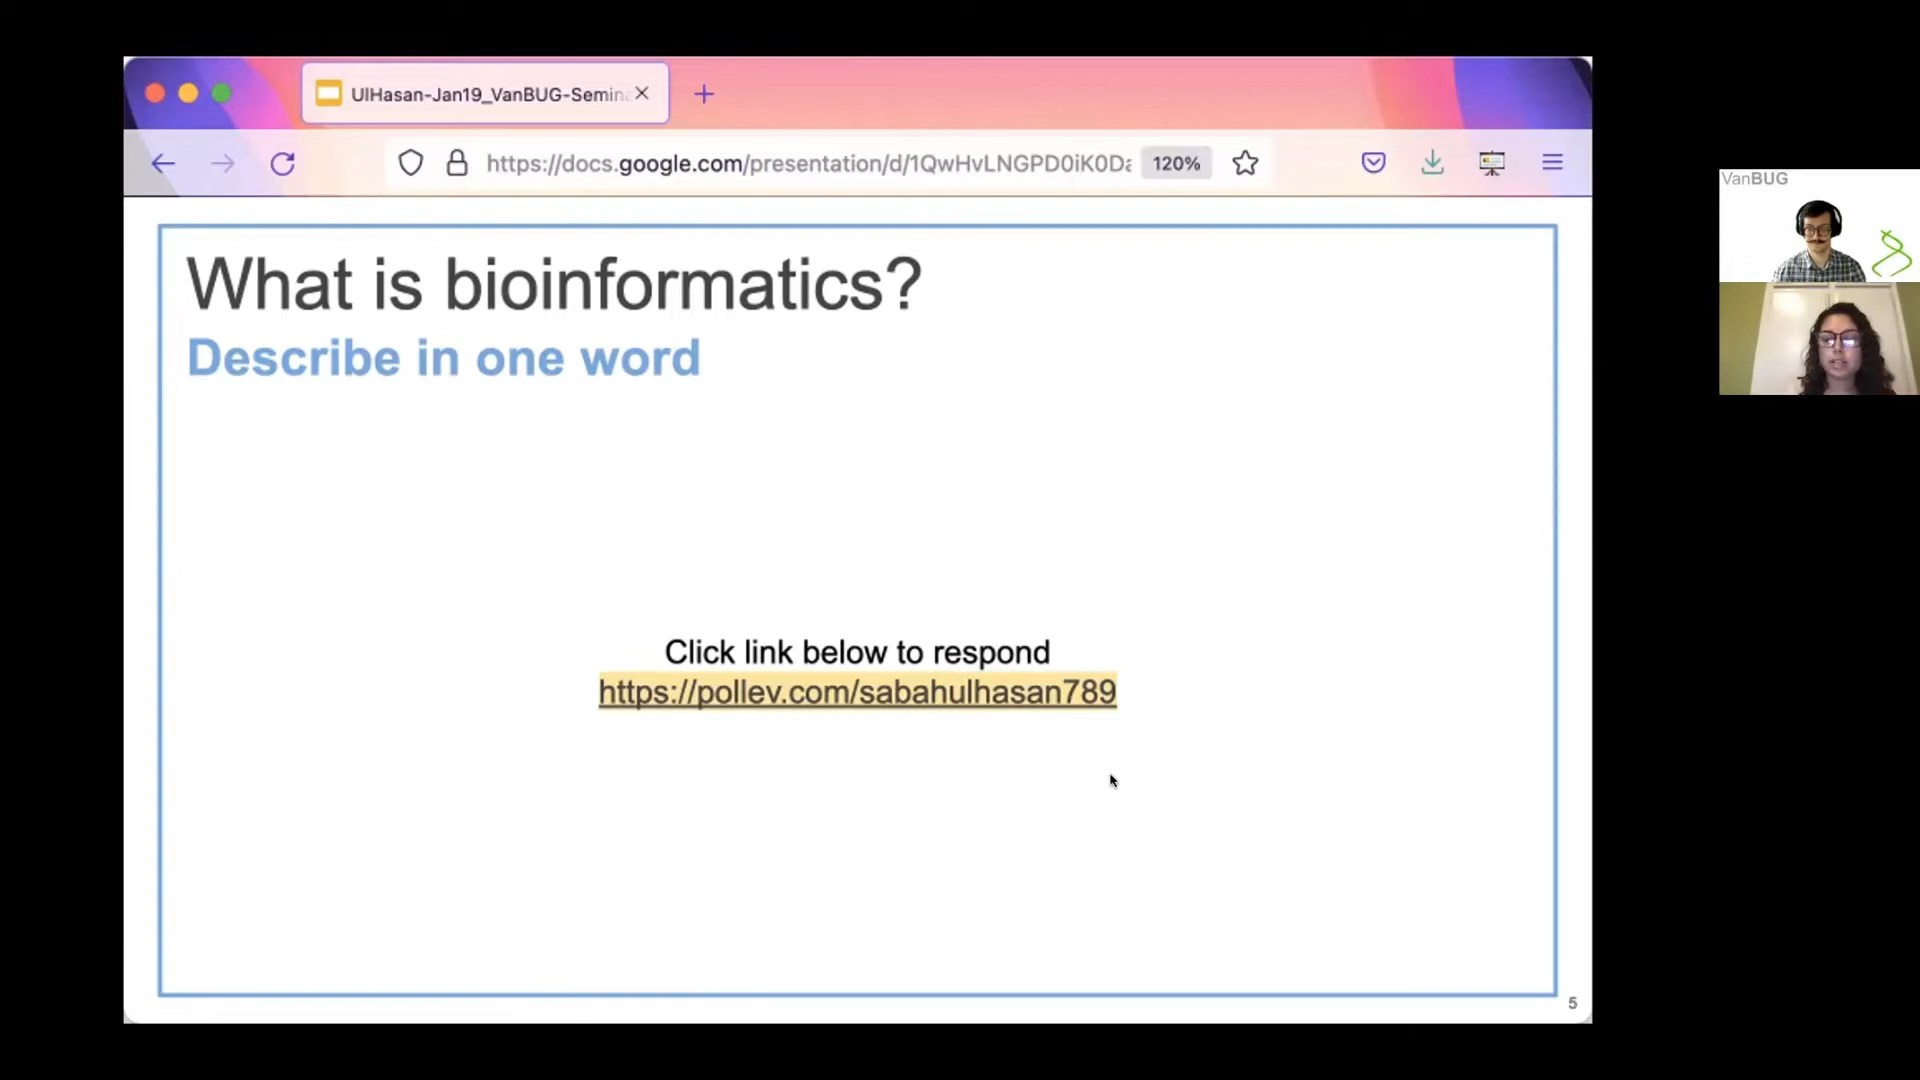 UlHasan-Jan19_VanBUG-Semin
https://docs.google.com/presentation/d/1QwHvLNGPD0iK0Da
120%
VanBUG
What is bioinformatics?
Describe in one word
Click link below to respond
https://pollev.com/sabahulhasan789
5